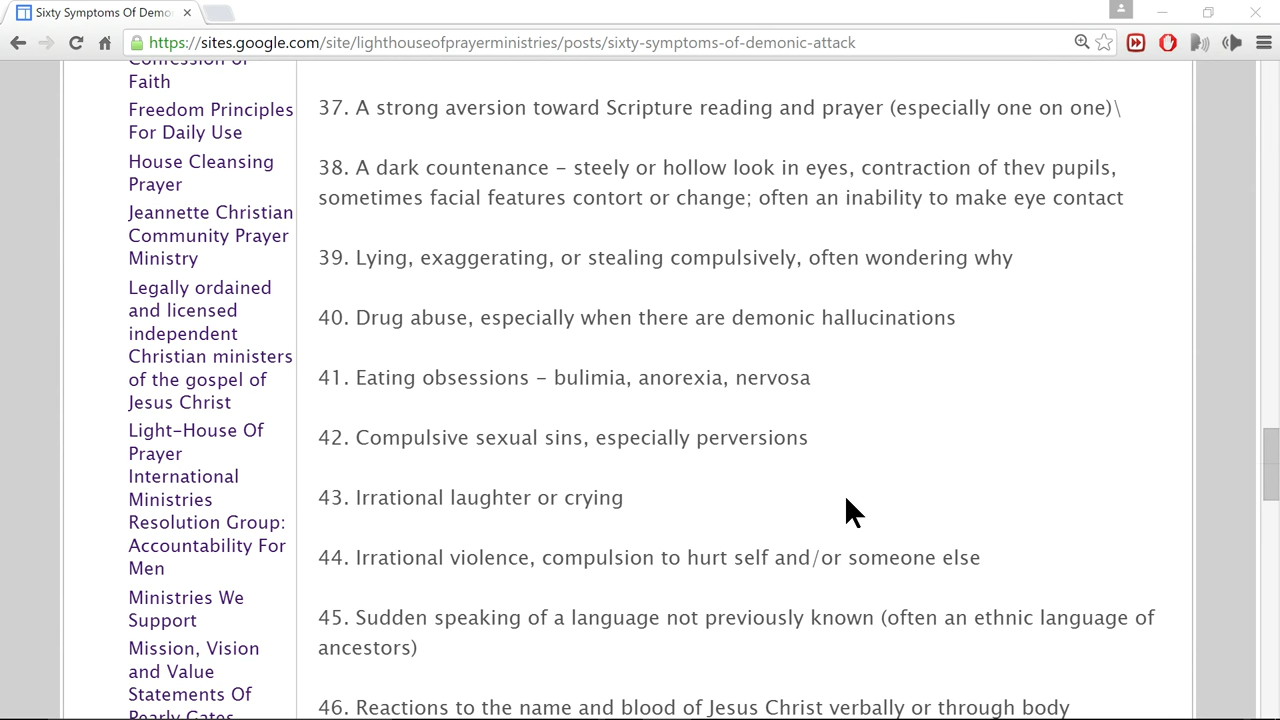 Sixty Symptoms Of Demo
https://sites.google.com/site/lighthouseofprayerministries/posts/sixty-symptoms-of-demonic-attack
Confession of
Faith
Freedom Principles
For Daily Use
House Cleansing
Prayer
Jeannette Christian
Community Prayer
Ministry
Legally ordained
and licensed
independent
Christian ministers
of the gospel of
Jesus Christ
Light-House Of
Prayer
International
Ministries
Resolution Group:
Accountability For
Men
Ministries We
Support
Mission, Vision
and Value
Statements Of
Pearly Gates
37. A strong aversion toward Scripture reading and prayer (especially one on one)\
38. A dark countenance – steely or hollow look in eyes, contraction of thev pupils,
sometimes facial features contort or change; often an inability to make eye contact
39. Lying, exaggerating, or stealing compulsively, often wondering why
40. Drug abuse, especially when there are demonic hallucinations
41. Eating obsessions – bulimia, anorexia, nervosa
42. Compulsive sexual sins, especially perversions
43. Irrational laughter or crying
44. Irrational violence, compulsion to hurt self and/or someone else
45. Sudden speaking of a language not previously known (often an ethnic language of
ancestors)
46. Reactions to the name and blood of Jesus Christ verbally or through body